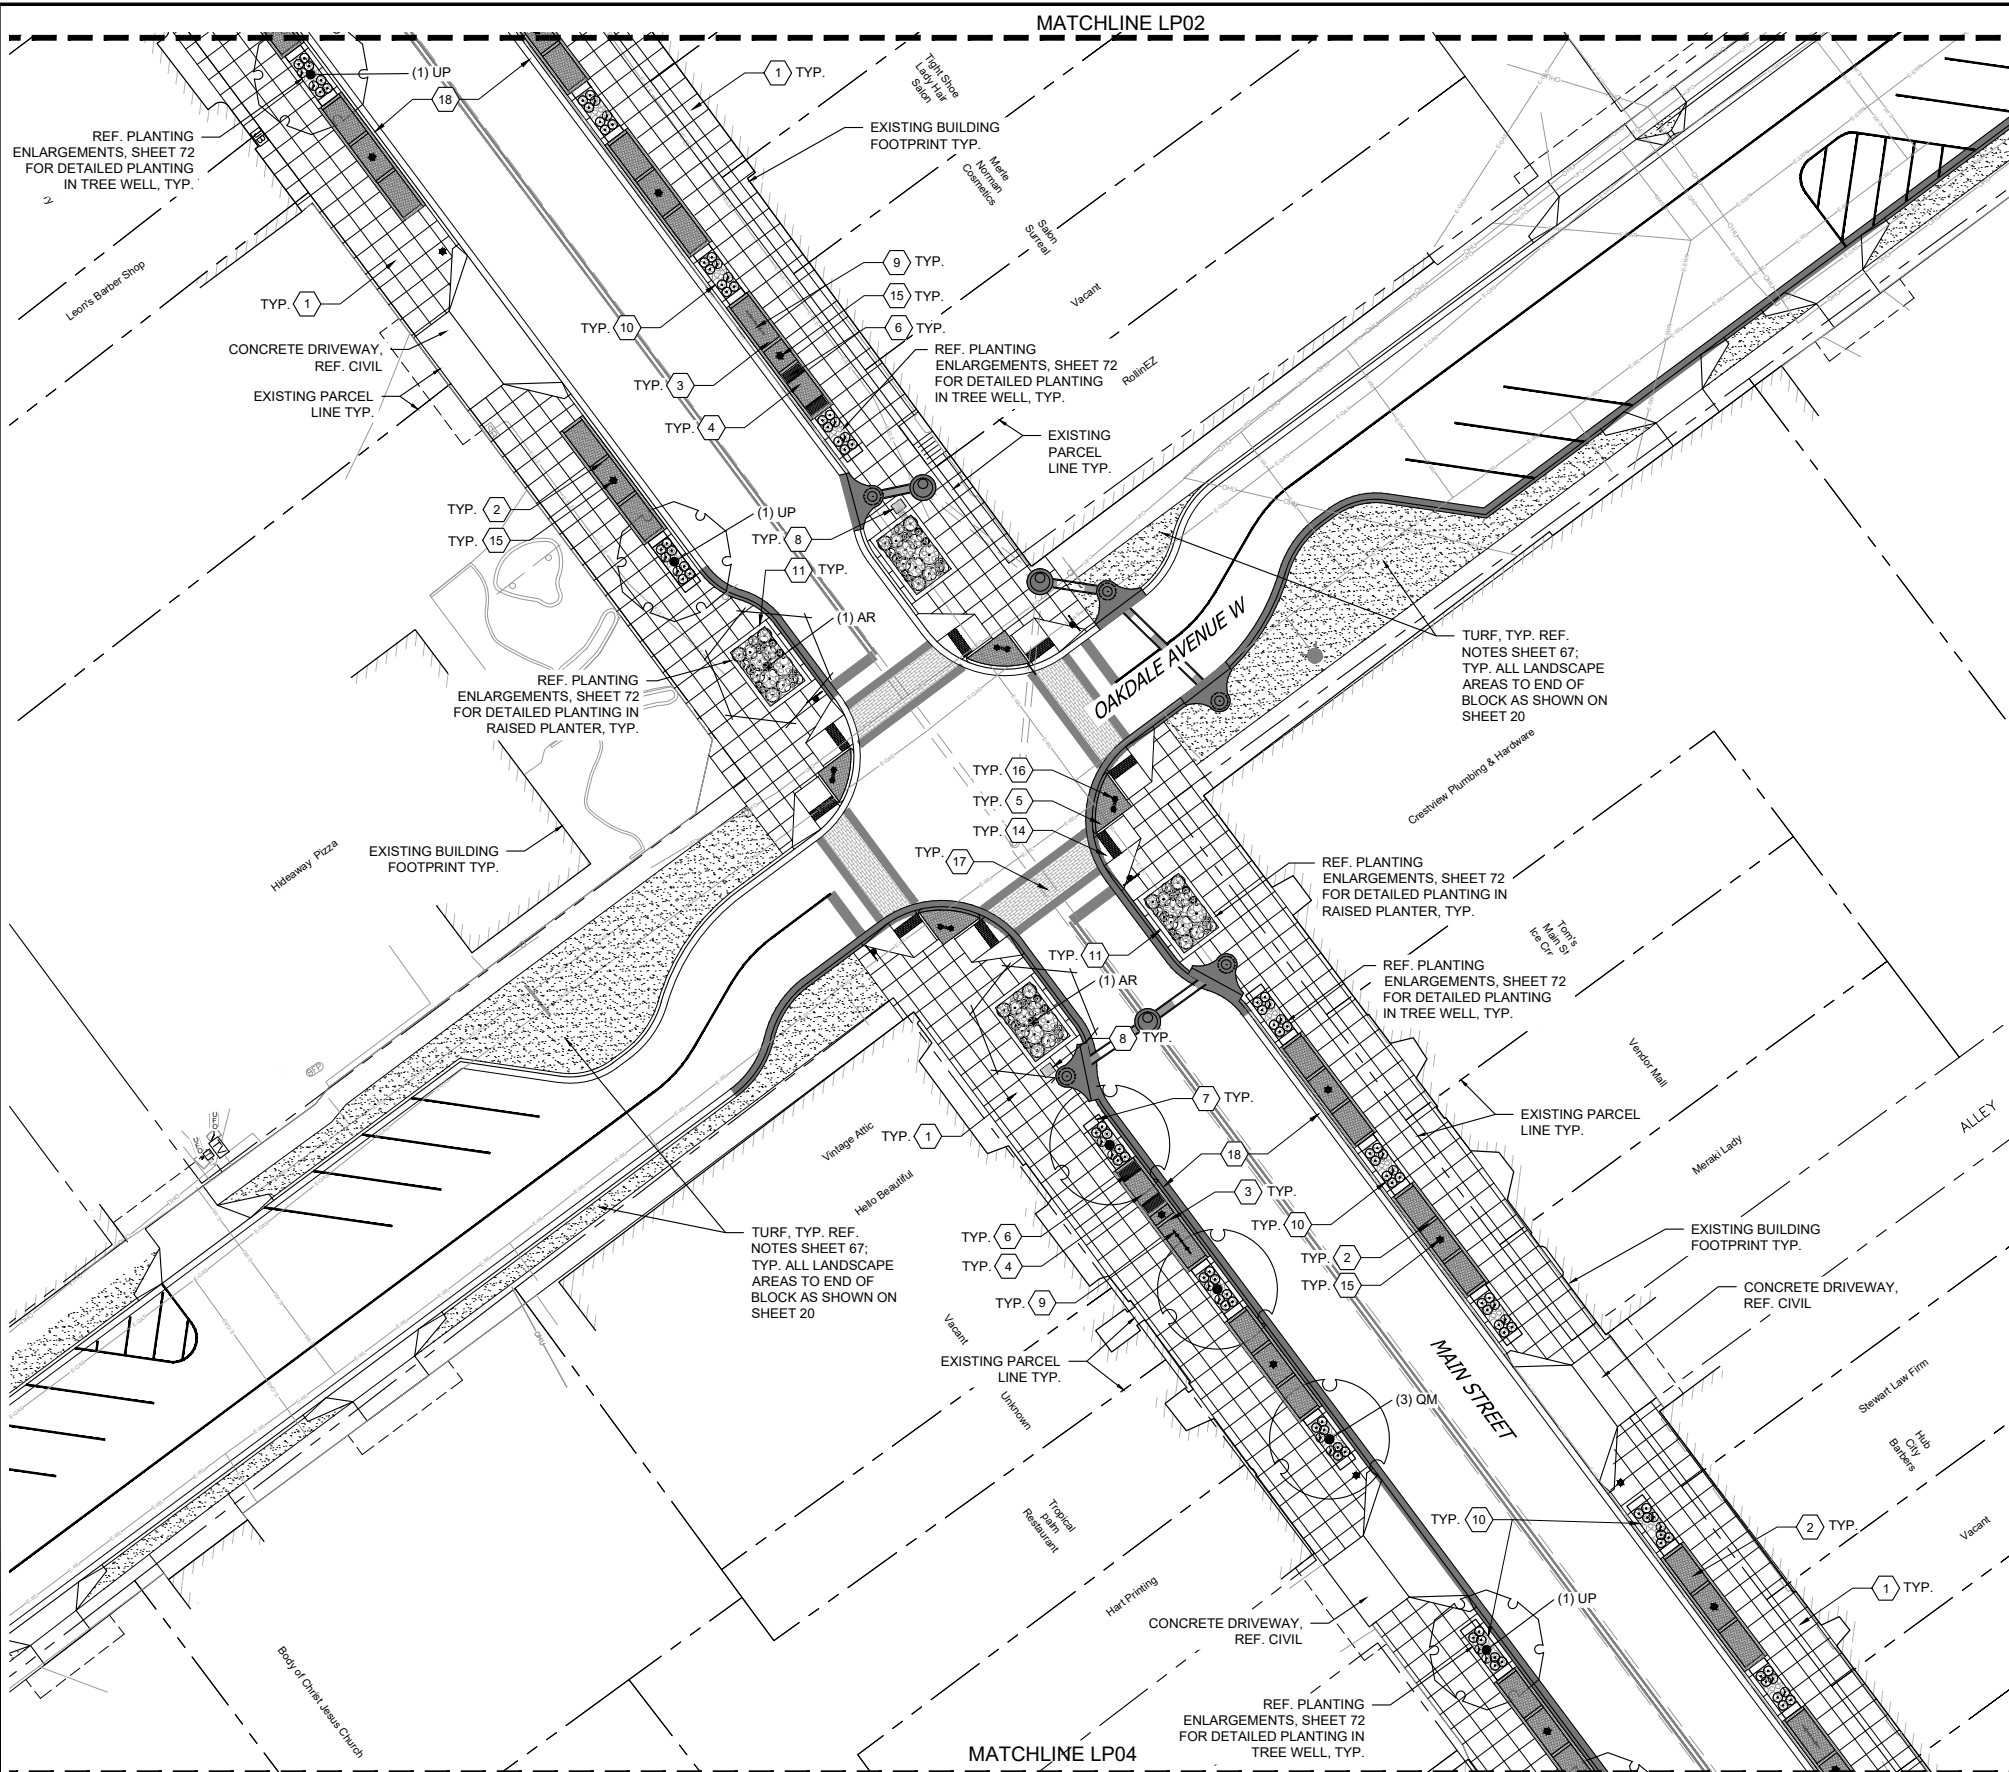 MATCHLINE LP02
(1) UP
18
1 TYP.
Tight Shoe
Lady Hair
Salon
REF. PLANTING
ENLARGEMENTS, SHEET 72
FOR DETAILED PLANTING
IN TREE WELL, TYP.
EXISTING BUILDING
FOOTPRINT TYP.
Merle
Norman
Cosmetics
Salon
Surreal
Leon's Barber Shop
9 TYP.
15 TYP.
Vacant
TYP. 1
TYP. 10
6 TYP.
CONCRETE DRIVEWAY,
REF. CIVIL
REF. PLANTING
ENLARGEMENTS, SHEET 72
FOR DETAILED PLANTING
IN TREE WELL, TYP.
RollinEZ
TYP. 3
EXISTING PARCEL
LINE TYP.
TYP. 4
EXISTING
PARCEL
LINE TYP.
TYP. 2
(1) UP
TYP. 15
TYP. 8
11 TYP.
(1) AR
OAKDALE AVENUE W
TURF, TYP. REF.
NOTES SHEET 67;
TYP. ALL LANDSCAPE
AREAS TO END OF
BLOCK AS SHOWN ON
SHEET 20
REF. PLANTING
ENLARGEMENTS, SHEET 72
FOR DETAILED PLANTING IN
RAISED PLANTER, TYP.
Crestview Plumbing & Hardware
TYP. 16
TYP. 5
TYP. 14
TYP. 17
Hideaway Pizza
EXISTING BUILDING
FOOTPRINT TYP.
REF. PLANTING
ENLARGEMENTS, SHEET 72
FOR DETAILED PLANTING IN
RAISED PLANTER, TYP.
Tom's
Main St
Ice Crr
TYP. 11
(1) AR
REF. PLANTING
ENLARGEMENTS, SHEET 72
FOR DETAILED PLANTING
IN TREE WELL, TYP.
8 TYP.
Vendor Mall
BFP
7 TYP.
EXISTING PARCEL
LINE TYP.
ALLEY
TYP. 1
Vintage Attic
18
Meraki Lady
Hello Beautiful
3 TYP.
TYP. 10
TYP. 6
TYP. 4
TYP. 2
TYP. 15
TYP. 9
TURF, TYP. REF.
NOTES SHEET 67;
TYP. ALL LANDSCAPE
AREAS TO END OF
BLOCK AS SHOWN ON
SHEET 20
EXISTING BUILDING
FOOTPRINT TYP.
CONCRETE DRIVEWAY,
REF. CIVIL
Vacant
EXISTING PARCEL
LINE TYP.
MAIN STREET
Unknown
(3) QM
Stewart Law Firm
Hub
City
Barbers
Tropical
palm
Restaurant
TYP. 10
2 TYP.
Vacant
Hart Printing
(1) UP
1 TYP.
CONCRETE DRIVEWAY,
REF. CIVIL
Body of Christ Jesus Church
REF. PLANTING
ENLARGEMENTS, SHEET 72
FOR DETAILED PLANTING IN
TREE WELL, TYP.
MATCHLINE LP04